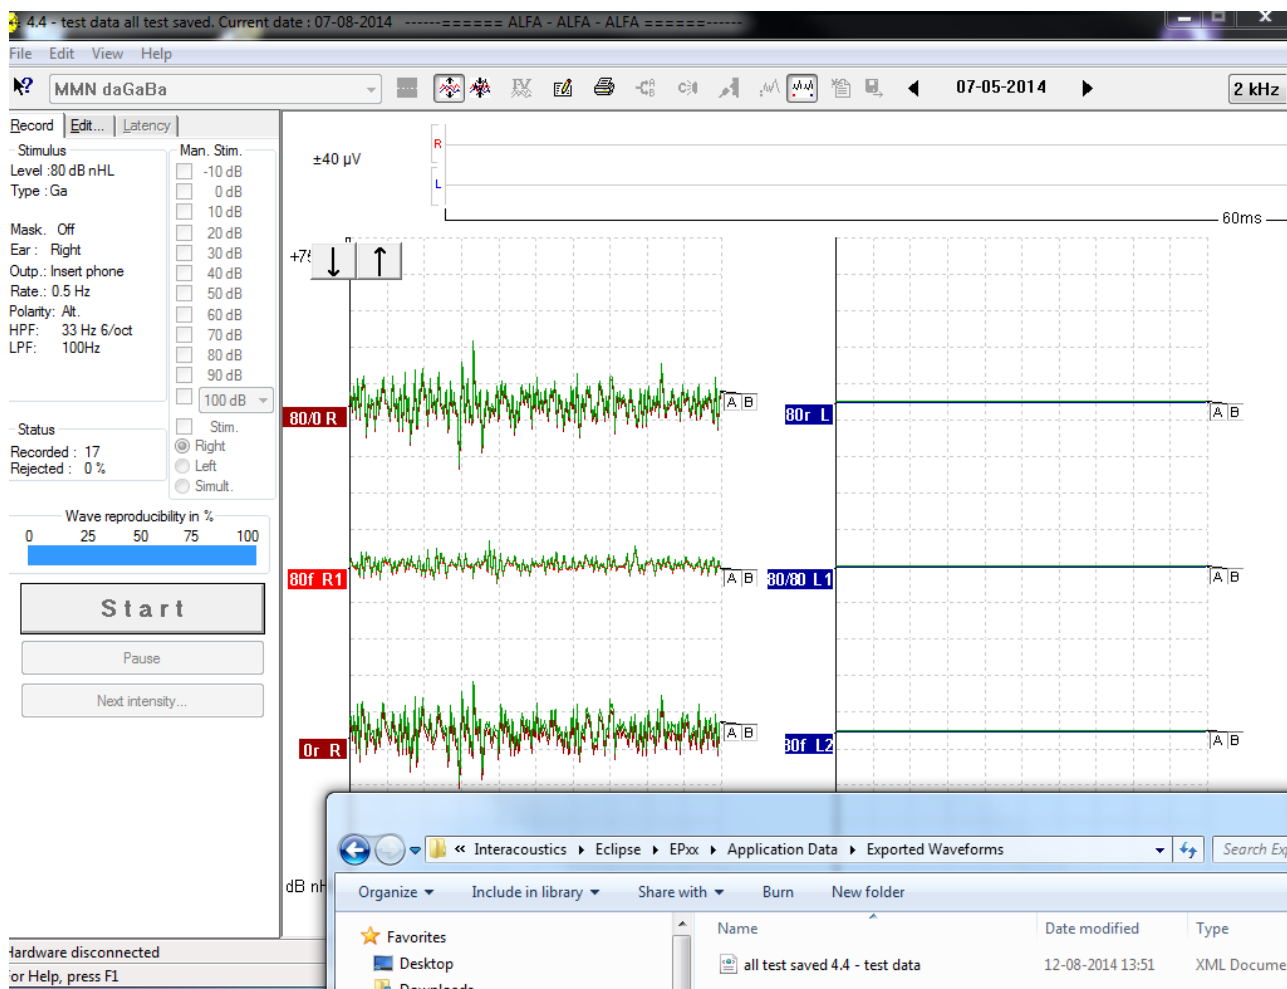 4.4 - test data all test saved. Current date : 07-08-2014 ------====== ALFA - ALFA - ALFA ======------
File Edit View Help
MMN daGaBa
07-05-2014
2 kHz
Record Edit... Latency
Stimulus
Level :80 dB nHL
Type : Ga
Mask. Off
Ear : Right
Outp.: Insert phone
Rate.: 0.5 Hz
Polarity: Alt.
HPF: 33 Hz 6/oct
LPF: 100Hz
Man. Stim.
-10 dB
0 dB
10 dB
20 dB
30 dB
40 dB
50 dB
60 dB
70 dB
80 dB
90 dB
100 dB
Stim.
Right
Left
Simult.
Status
Recorded : 17
Rejected : 0 %
Wave reproducibility in %
0 25 50 75 100
Start
Pause
Next intensity...
Hardware disconnected
For Help, press F1
±40 µV
R
L
60ms
80/0 R
A B
80r L
A B
80f R1
A B
80/80 L1
A B
0r R
A B
80f L2
A B
« Interacoustics Eclipse EPxx Application Data Exported Waveforms
Organize Include in library Share with Burn New folder
Favorites
Desktop
Downloads
Name Date modified Type
all test saved 4.4 - test data 12-08-2014 13:51 XML Docume